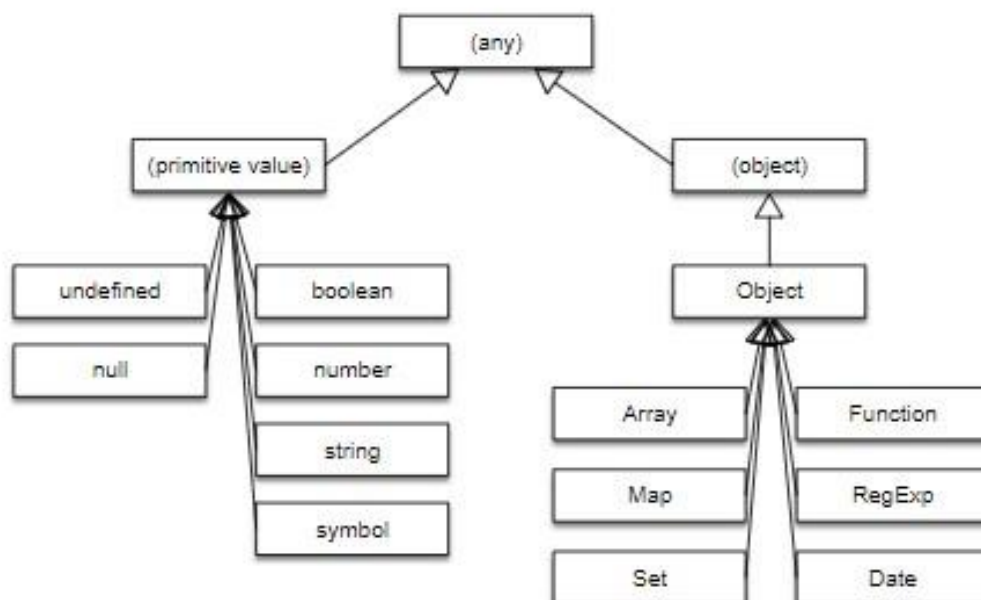 (any)
(primitive value)
(object)
undefined
boolean
Object
null
number
Array
Function
string
Map
RegExp
symbol
Set
Date